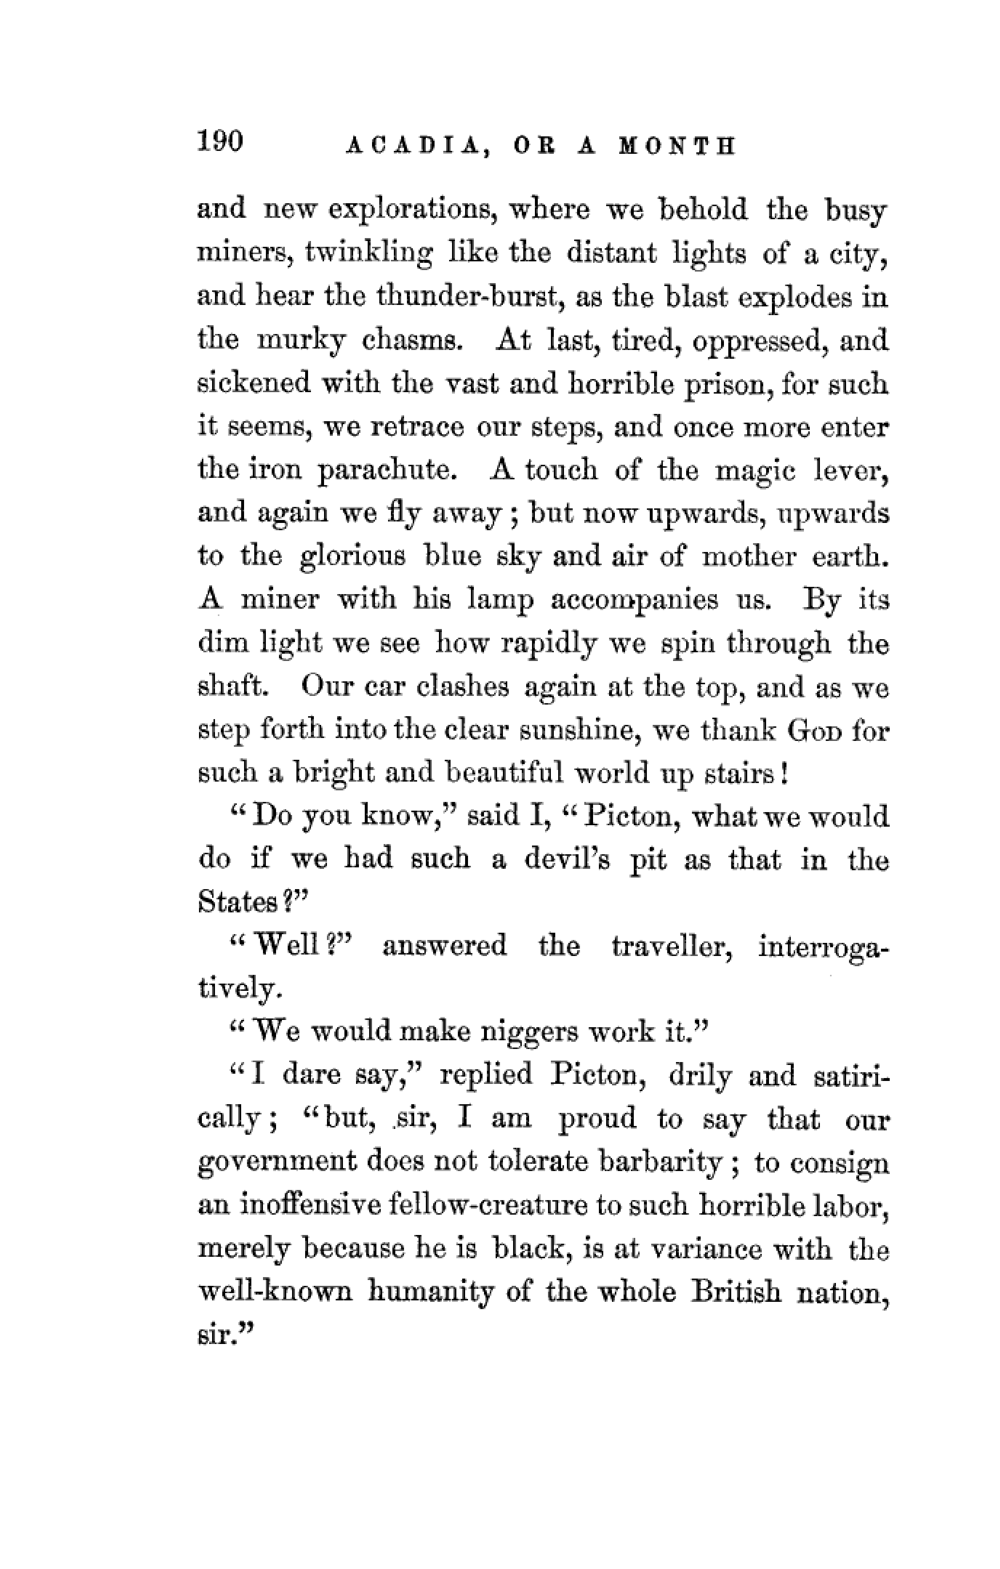 190 ACADIA, OR A MONTH
and new explorations, where we behold the busy
miners, twinkling like the distant lights of a city,
and hear the thunder-burst, as the blast explodes in
the murky chasms. At last, tired, oppressed, and
sickened with the vast and horrible prison, for such
it seems, we retrace our steps, and once more enter
the iron parachute. A touch of the magic lever,
and again we fly away; but now upwards, upwards
to the glorious blue sky and air of mother earth.
A miner with his lamp accompanies us. By its
dim light we see how rapidly we spin through the
shaft. Our car clashes again at the top, and as we
step forth into the clear sunshine, we thank GOD for
such a bright and beautiful world up stairs!
"Do you know," said I, "Picton, what we would
do if we had such a devil's pit as that in the
States?"
"Well?" answered the traveller, interroga-
tively.
"We would make niggers work it."
"I dare say," replied Picton, drily and satiri-
cally; "but, sir, I am proud to say that our
government does not tolerate barbarity; to consign
an inoffensive fellow-creature to such horrible labor,
merely because he is black, is at variance with the
well-known humanity of the whole British nation,
sir."